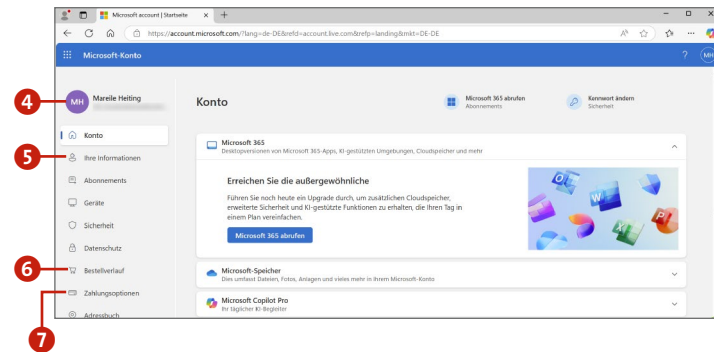 Microsoft account | Startseite
https://account.microsoft.com/?lang=de-DE&refd=account.live.com&refp=landing&mkt=DE-DE
Microsoft-Konto
?
MH
4
MH
Mareile Heiting
Konto
Microsoft 365 abrufen
Abonnements
Kennwort ändern
Sicherheit
Konto
5
Ihre Informationen
Abonnements
Geräte
Sicherheit
Datenschutz
6
Bestellverlauf
Zahlungsoptionen
7
Adressbuch
Microsoft 365
Desktopversionen von Microsoft 365-Apps, KI-gestützten Umgebungen, Cloudspeicher und mehr
Erreichen Sie die außergewöhnliche
Führen Sie noch heute ein Upgrade durch, um zusätzlichen Cloudspeicher,
erweiterte Sicherheit und KI-gestützte Funktionen zu erhalten, die Ihren Tag in
einem Plan vereinfachen.
Microsoft 365 abrufen
Microsoft-Speicher
Dies umfasst Dateien, Fotos, Anlagen und vieles mehr in Ihrem Microsoft-Konto
Microsoft Copilot Pro
Ihr täglicher KI-Begleiter